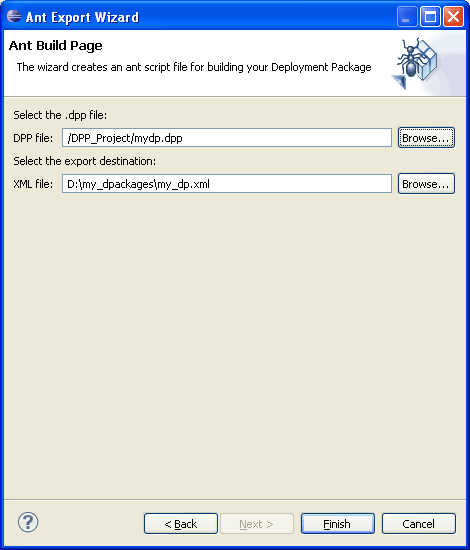 Ant Export Wizard
Ant Build Page
The wizard creates an ant script file for building your Deployment Package
Select the .dpp file:
DPP file: /DPP_Project/mydp.dpp Browse...
Select the export destination:
XML file: D:\my_dpackages\my_dp.xml Browse...
? < Back Next > Finish Cancel